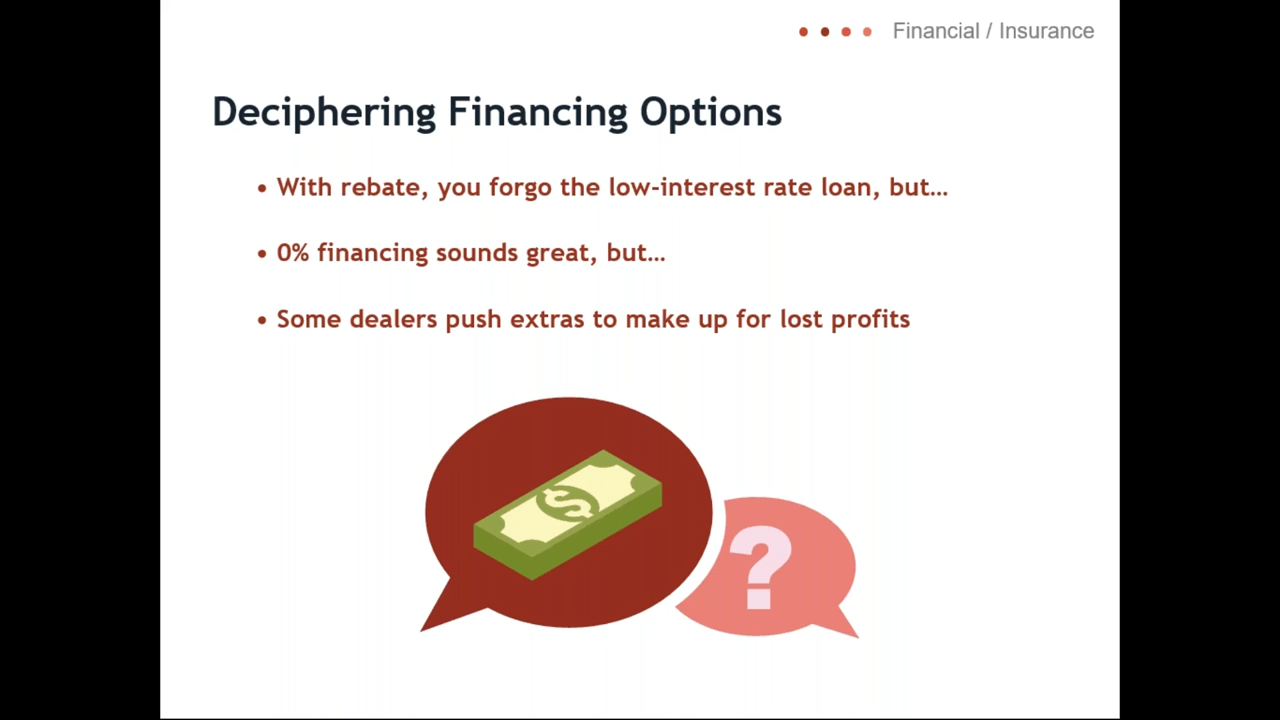 Financial / Insurance
Deciphering Financing Options
• With rebate, you forgo the low-interest rate loan, but…
• 0% financing sounds great, but…
• Some dealers push extras to make up for lost profits
$
?